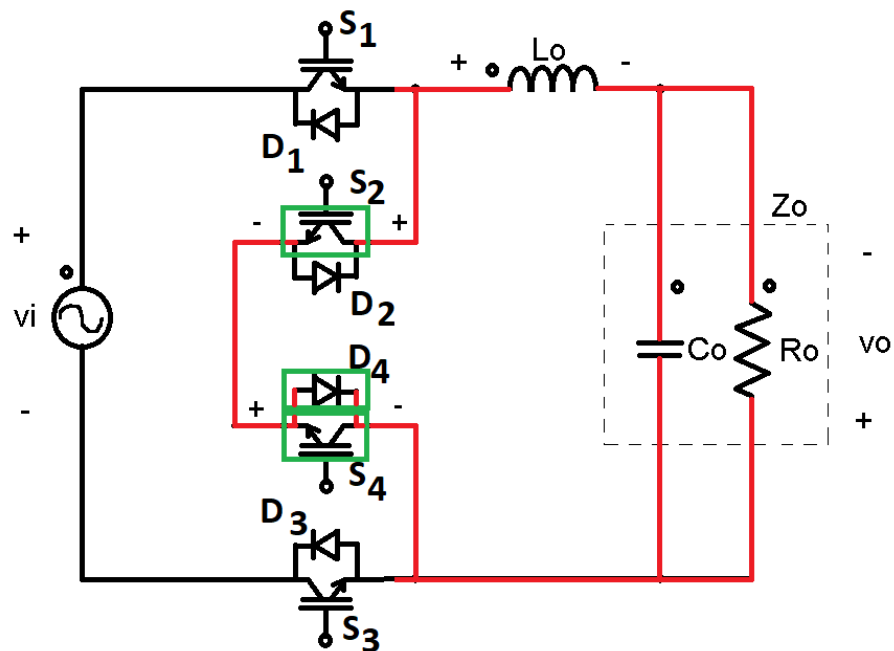 S1
+ Lo -
D1
S2
- +
Zo
+
-
D2
vi
D4
Co Ro vo
-
+ -
+
S4
D3
S3